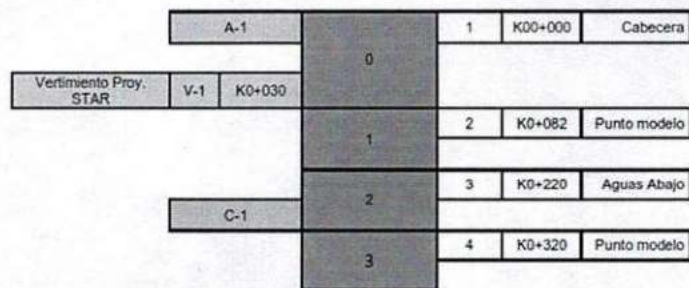 A-1
1 K00+000 Cabecera
0
Vertimiento Proy.
STAR
V-1 K0+030
2 K0+082 Punto modelo
1
3 K0+220 Aguas Abajo
2
C-1
4 K0+320 Punto modelo
3